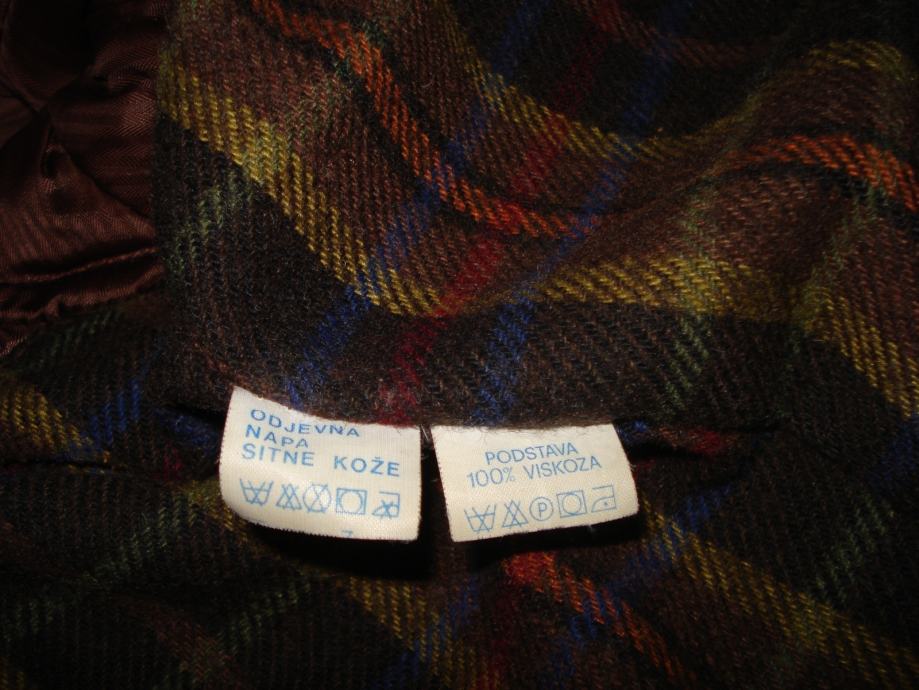 ODJEVNA
NAPA
SITNE KOŽE
PODSTAVA
100% VISKOZA
P